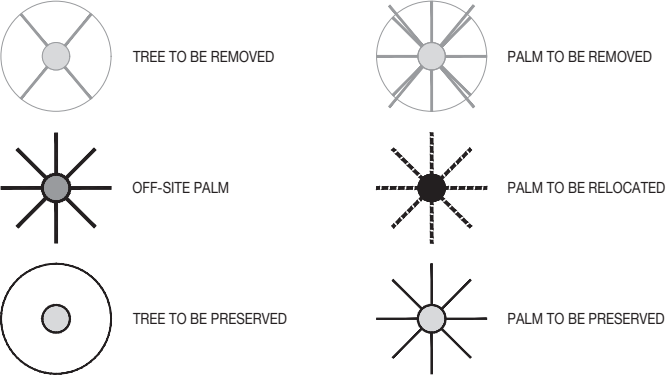 TREE TO BE REMOVED
PALM TO BE REMOVED
OFF-SITE PALM
PALM TO BE RELOCATED
TREE TO BE PRESERVED
PALM TO BE PRESERVED